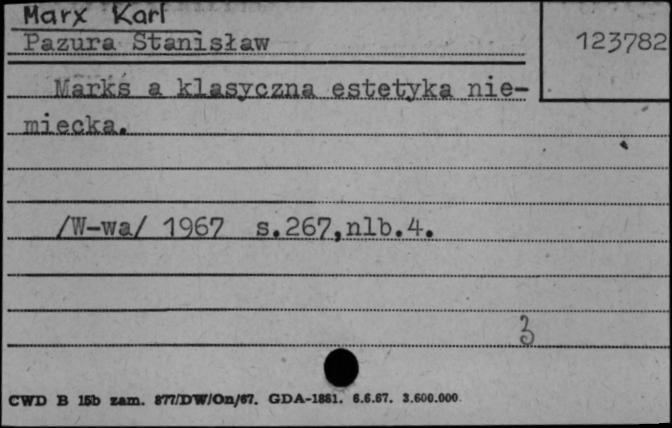 Marx Karl
Pazura Stanisław
123782
Marks a klasyczna estetyka nie-
miecka.
/W-wa/ 1967 s.267,nlb.4.
3
CWD B 15b zam. 877/DW/On/67. GDA-1881. 6.6.67. 3.600.000.